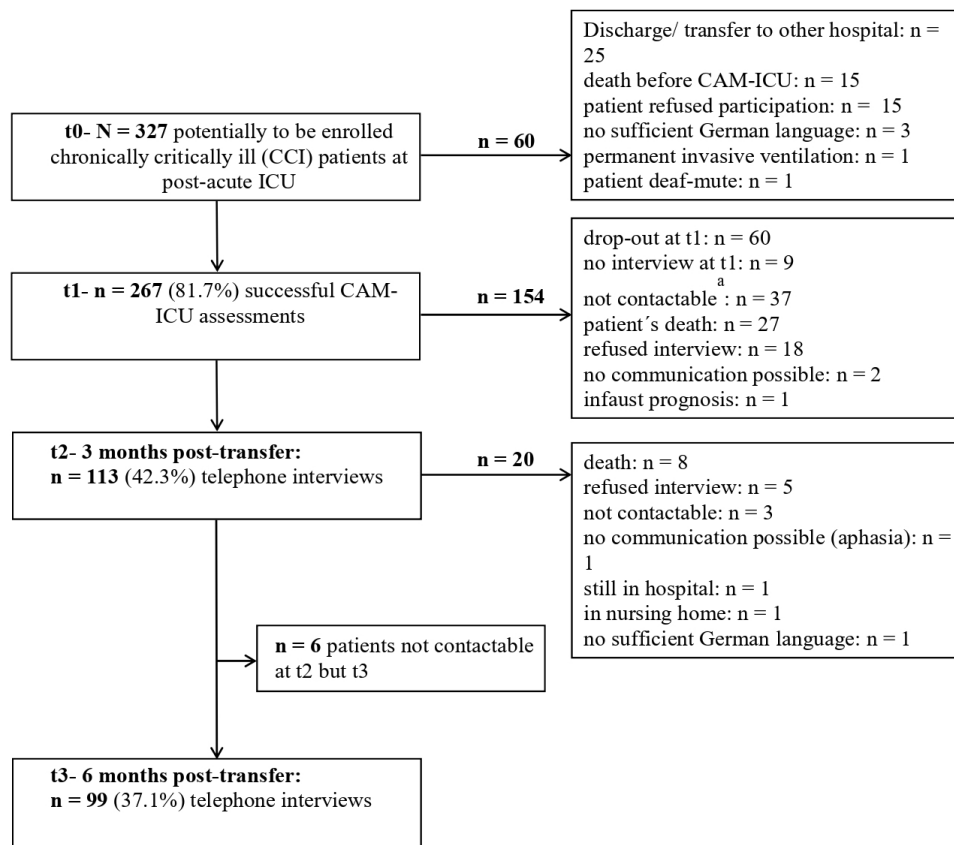 t0- N = 327 potentially to be enrolled
chronically critically ill (CCI) patients at
post-acute ICU
n = 60
Discharge/ transfer to other hospital: n =
25
death before CAM-ICU: n = 15
patient refused participation: n =  15
no sufficient German language: n = 3
permanent invasive ventilation: n = 1
patient deaf-mute: n = 1
t1- n = 267 (81.7%) successful CAM-
ICU assessments
n = 154
drop-out at t1: n = 60
no interview at t1: n = 9
not contactable a: n = 37
patient´s death: n = 27
refused interview: n = 18
no communication possible: n = 2
infaust prognosis: n = 1
t2- 3 months post-transfer:
n = 113 (42.3%) telephone interviews
n = 20
death: n = 8
refused interview: n = 5
not contactable: n = 3
no communication possible (aphasia): n =
1
still in hospital: n = 1
in nursing home: n = 1
no sufficient German language: n = 1
n = 6 patients not contactable
at t2 but t3
t3- 6 months post-transfer:
n = 99 (37.1%) telephone interviews